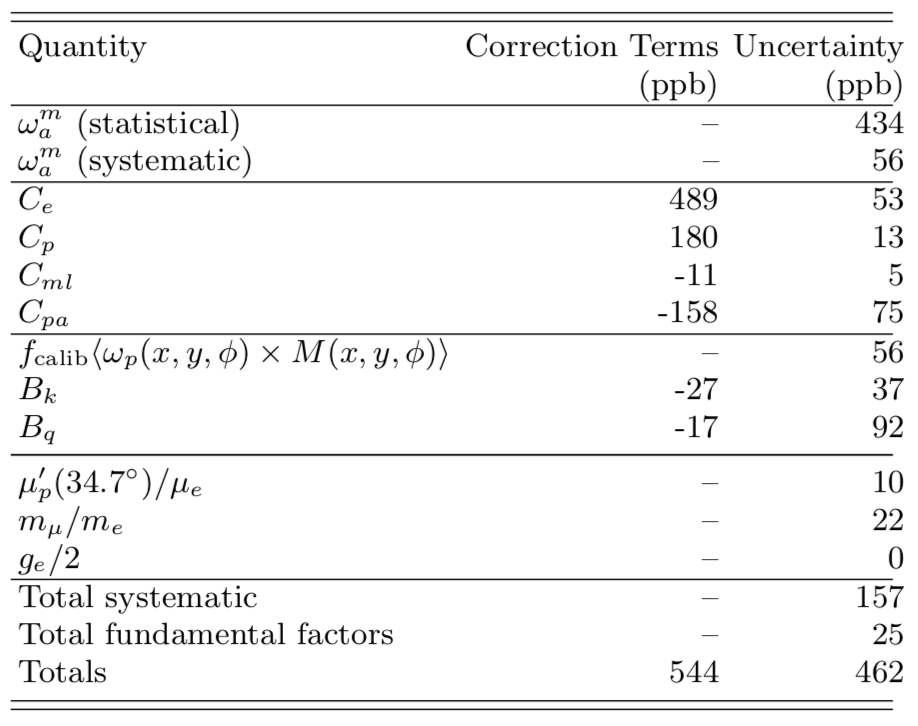 Quantity Correction Terms Uncertainty
(ppb) (ppb)
ωₐᵐ (statistical) – 434
ωₐᵐ (systematic) – 56
Cₑ 489 53
Cₚ 180 13
Cₘₗ -11 5
Cₚₐ -158 75
f_calib⟨ωₚ(x, y, ϕ) × M(x, y, ϕ)⟩ – 56
Bₖ -27 37
B_q -17 92
μ′ₚ(34.7°)/μₑ – 10
m_μ/mₑ – 22
gₑ/2 – 0
Total systematic – 157
Total fundamental factors – 25
Totals 544 462